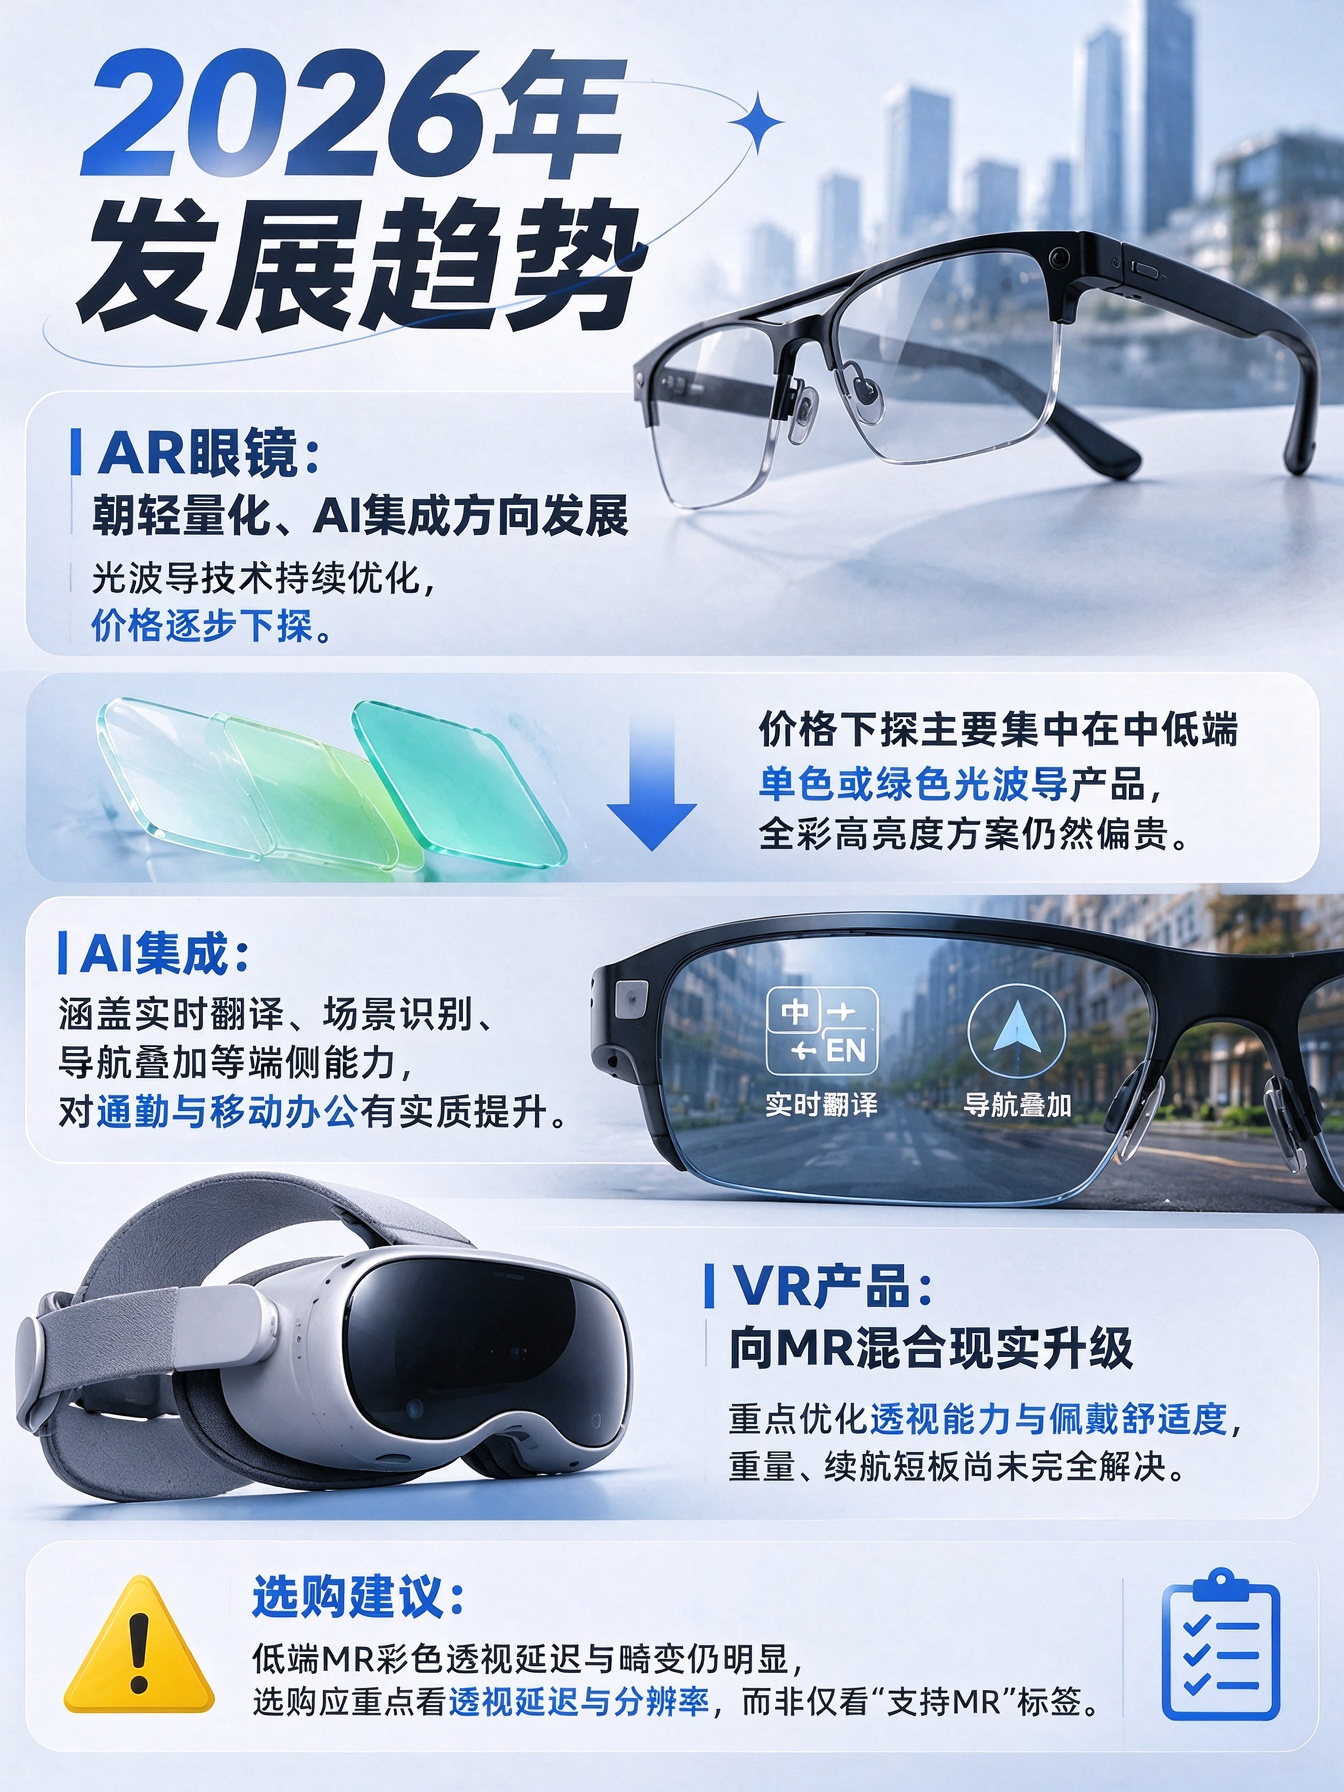 2026年
发展趋势
AR眼镜：
朝轻量化、AI集成方向发展
光波导技术持续优化，
价格逐步下探。
价格下探主要集中在中低端
单色或绿色光波导产品，
全彩高亮度方案仍然偏贵。
AI集成：
涵盖实时翻译、场景识别、
导航叠加等端侧能力，
对通勤与移动办公有实质提升。
中
EN
实时翻译
导航叠加
VR产品：
向MR混合现实升级
重点优化透视能力与佩戴舒适度，
重量、续航短板尚未完全解决。
选购建议：
低端MR彩色透视延迟与畸变仍明显，
选购应重点看透视延迟与分辨率，而非仅看“支持MR”标签。